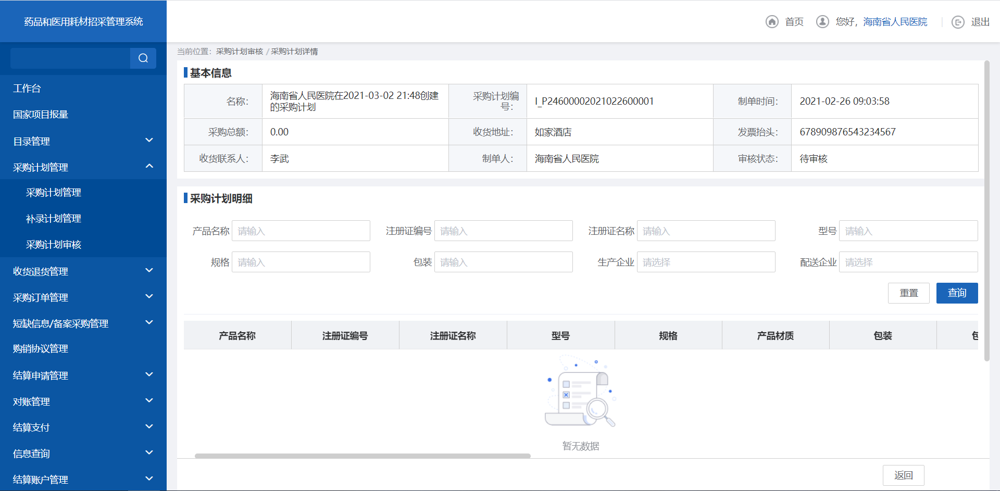 药品和医用耗材招采管理系统
首页
您好，海南省人民医院
退出
工作台
国家项目报量
目录管理
采购计划管理
采购计划管理
补录计划管理
采购计划审核
收货退货管理
采购订单管理
短缺信息/备案采购管理
购销协议管理
结算申请管理
对账管理
结算支付
信息查询
结算账户管理
当前位置：采购计划审核 / 采购计划详情
基本信息
名称：
海南省人民医院在2021-03-02 21:48创建
的采购计划
采购计划编
号：
I_P24600002021022600001
制单时间：
2021-02-26 09:03:58
采购总额：
0.00
收货地址：
如家酒店
发票抬头：
678909876543234567
收货联系人：
李武
制单人：
海南省人民医院
审核状态：
待审核
采购计划明细
产品名称 请输入
注册证编号 请输入
注册证名称 请输入
型号 请输入
规格 请输入
包装 请输入
生产企业 请选择
配送企业 请选择
重置
查询
产品名称 注册证编号 注册证名称 型号 规格 产品材质 包装
暂无数据
返回